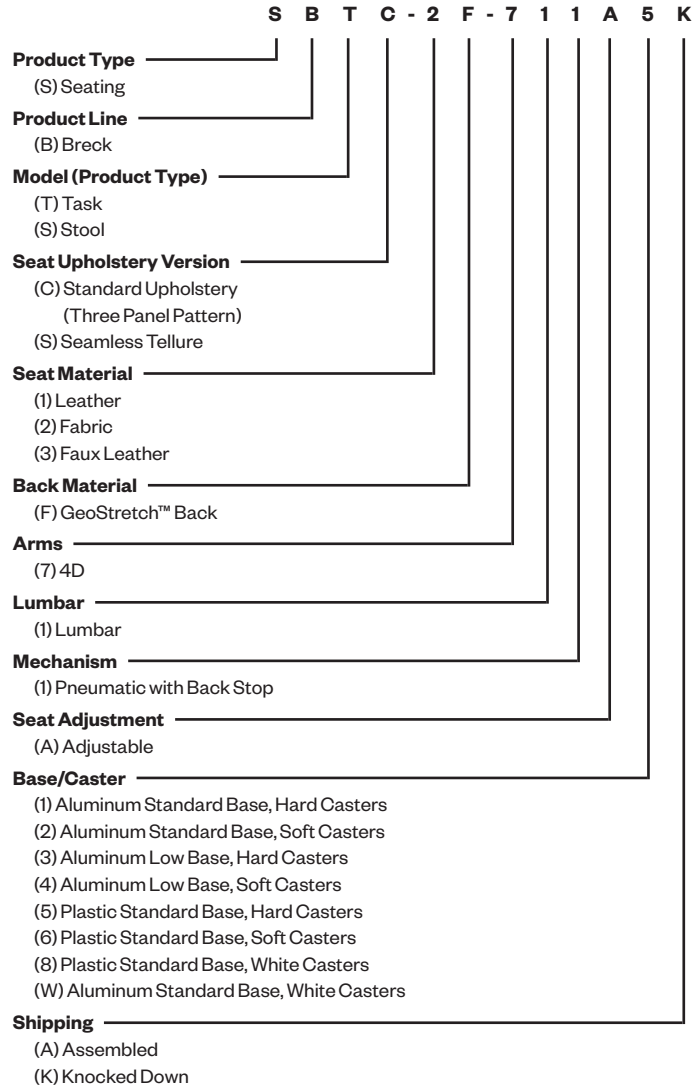 S B T C - 2 F - 7 1 1 A 5 K
Product Type
(S) Seating
Product Line
(B) Breck
Model (Product Type)
(T) Task
(S) Stool
Seat Upholstery Version
(C) Standard Upholstery
(Three Panel Pattern)
(S) Seamless Tellure
Seat Material
(1) Leather
(2) Fabric
(3) Faux Leather
Back Material
(F) GeoStretch™ Back
Arms
(7) 4D
Lumbar
(1) Lumbar
Mechanism
(1) Pneumatic with Back Stop
Seat Adjustment
(A) Adjustable
Base/Caster
(1) Aluminum Standard Base, Hard Casters
(2) Aluminum Standard Base, Soft Casters
(3) Aluminum Low Base, Hard Casters
(4) Aluminum Low Base, Soft Casters
(5) Plastic Standard Base, Hard Casters
(6) Plastic Standard Base, Soft Casters
(8) Plastic Standard Base, White Casters
(W) Aluminum Standard Base, White Casters
Shipping
(A) Assembled
(K) Knocked Down